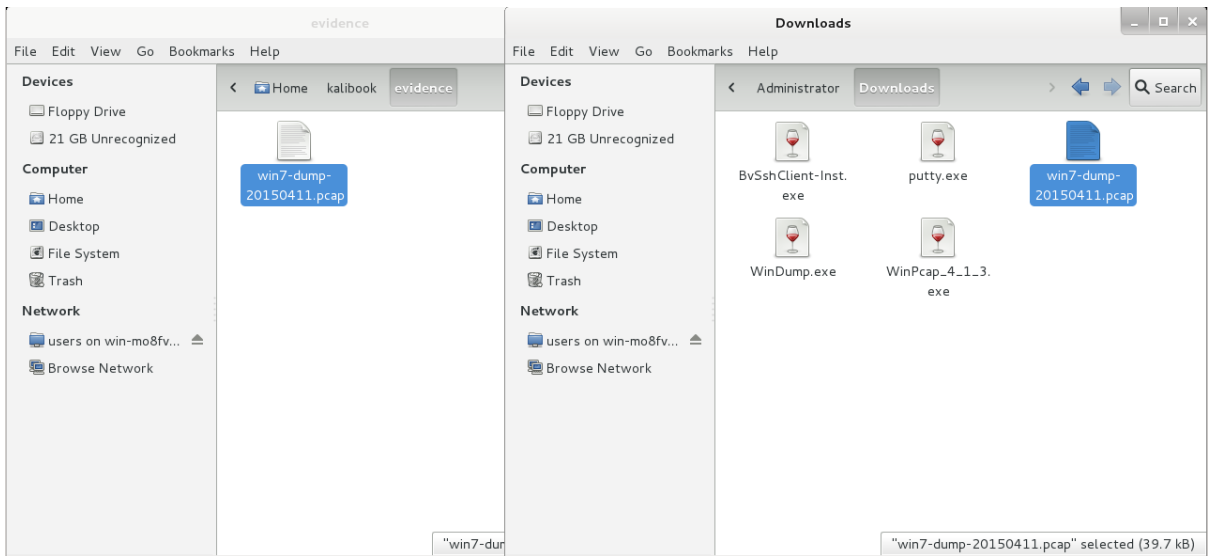 evidence
File Edit View Go Bookmarks Help
Devices
Floppy Drive
21 GB Unrecognized
Computer
Home
Desktop
File System
Trash
Network
users on win-mo8fv...
Browse Network
Home kalibook evidence
win7-dump-
20150411.pcap
"win7-dur
Downloads
File Edit View Go Bookmarks Help
Devices
Floppy Drive
21 GB Unrecognized
Computer
Home
Desktop
File System
Trash
Network
users on win-mo8fv...
Browse Network
Administrator Downloads Search
BvSshClient-Inst.
exe
putty.exe
win7-dump-
20150411.pcap
WinDump.exe
WinPcap_4_1_3.
exe
"win7-dump-20150411.pcap" selected (39.7 kB)